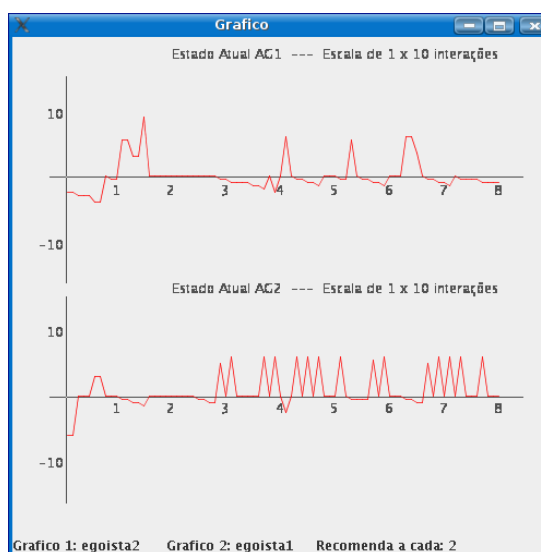 Grafico
Estado Atual AG1 --- Escala de 1 x 10 interações
10
1 2 3 4 5 6 7 8
-10
Estado Atual AG2 --- Escala de 1 x 10 interações
10
1 2 3 4 5 6 7 8
-10
Grafico 1: egoista2 Grafico 2: egoista1 Recomenda a cada: 2